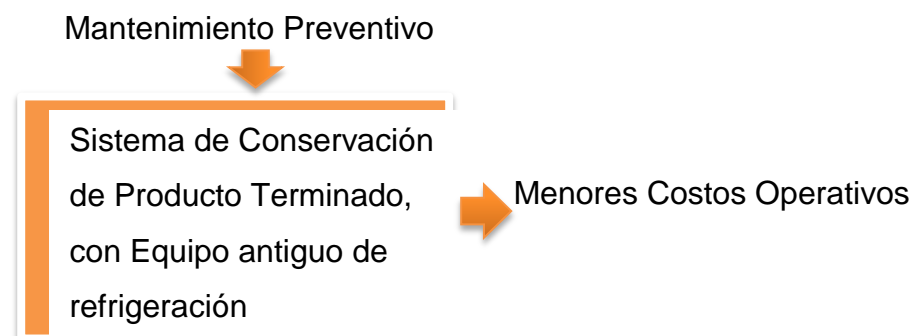 Mantenimiento Preventivo
Sistema de Conservación
de Producto Terminado,
con Equipo antiguo de
refrigeración
Menores Costos Operativos